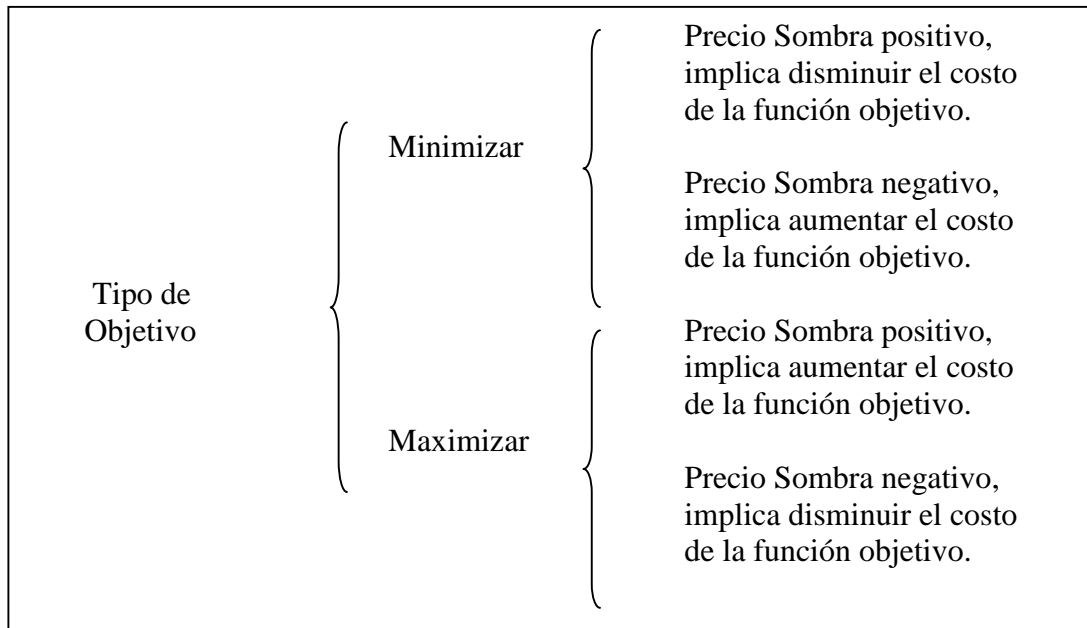 Tipo de
Objetivo
Minimizar
Precio Sombra positivo,
implica disminuir el costo
de la función objetivo.
Precio Sombra negativo,
implica aumentar el costo
de la función objetivo.
Maximizar
Precio Sombra positivo,
implica aumentar el costo
de la función objetivo.
Precio Sombra negativo,
implica disminuir el costo
de la función objetivo.